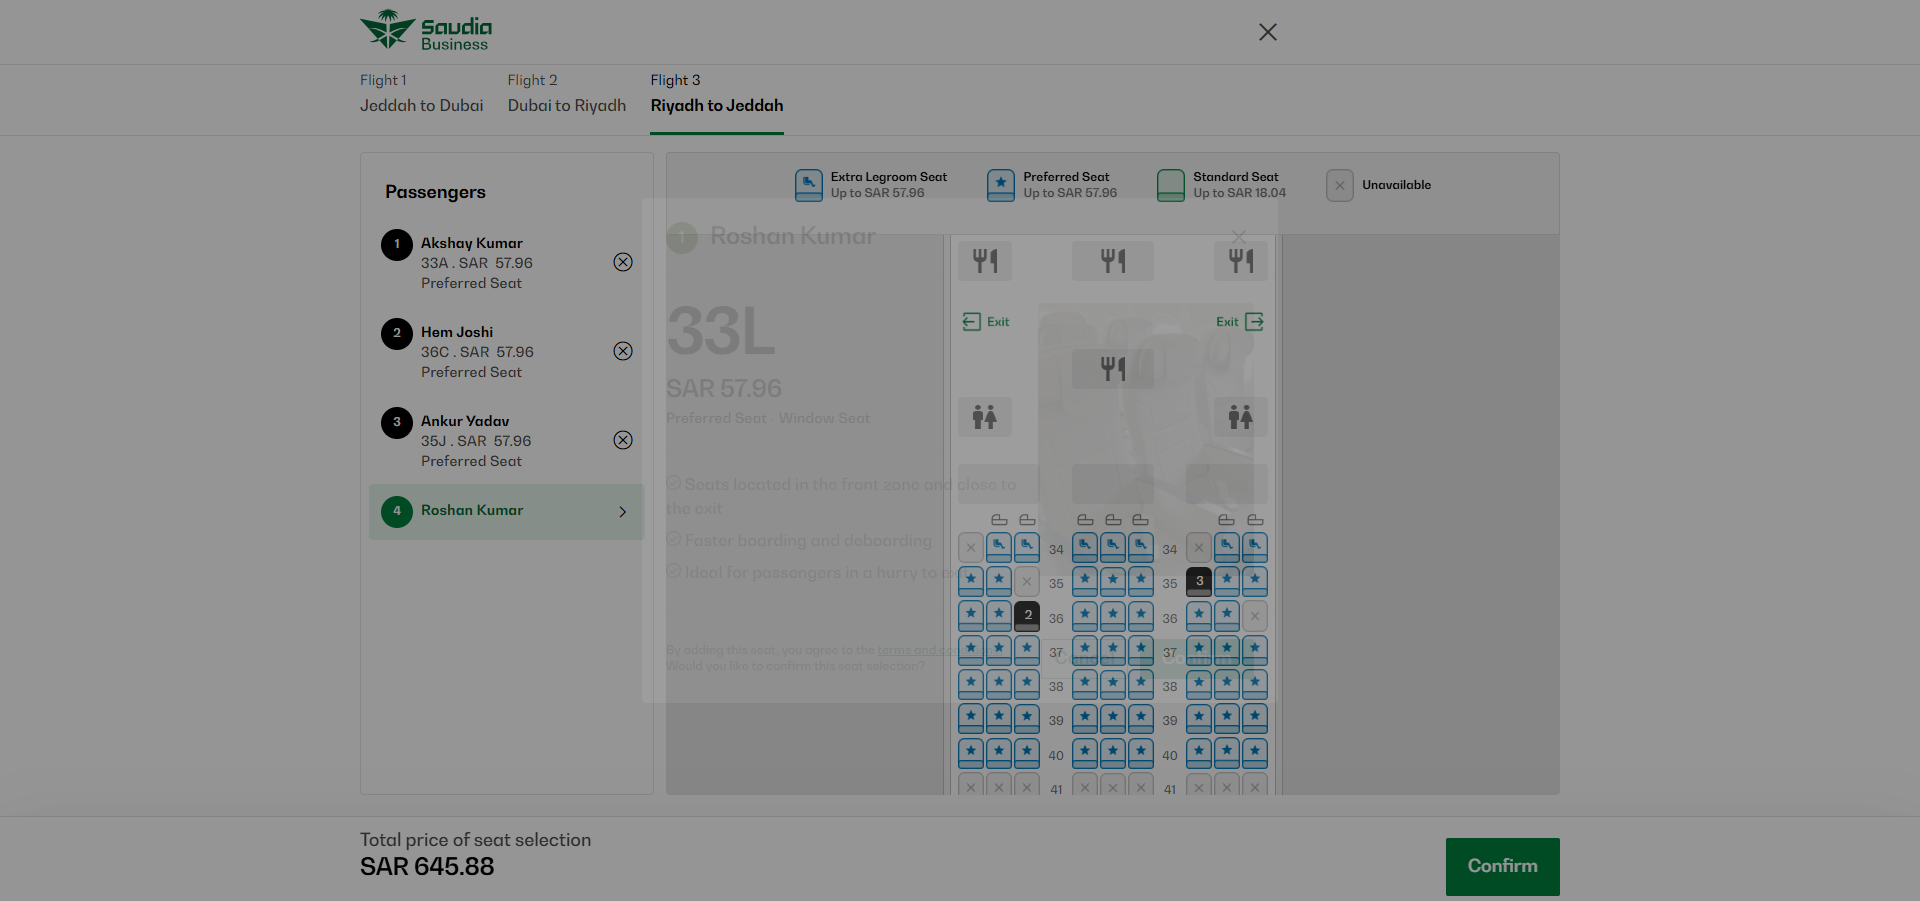 Saudia
Business
Flight 1
Jeddah to Dubai
Flight 2
Dubai to Riyadh
Flight 3
Riyadh to Jeddah
Passengers
1
Akshay Kumar
33A . SAR 57.96
Preferred Seat
2
Hem Joshi
36C . SAR 57.96
Preferred Seat
3
Ankur Yadav
35J . SAR 57.96
Preferred Seat
4
Roshan Kumar
Extra Legroom Seat
Up to SAR 57.96
Preferred Seat
Up to SAR 57.96
Standard Seat
Up to SAR 18.04
Unavailable
1
Roshan Kumar
33L
SAR 57.96
Preferred Seat · Window Seat
Seats located in the front zone and close to
the exit
Faster boarding and deboarding
Ideal for passengers in a hurry to
By adding this seat, you agree to the terms and
Would you like to confirm this seat selection?
Exit
Exit
34 34
35 3 35
2 36 36
37 37
38 38
39 39
40 40
41 41
Total price of seat selection
SAR 645.88
Confirm